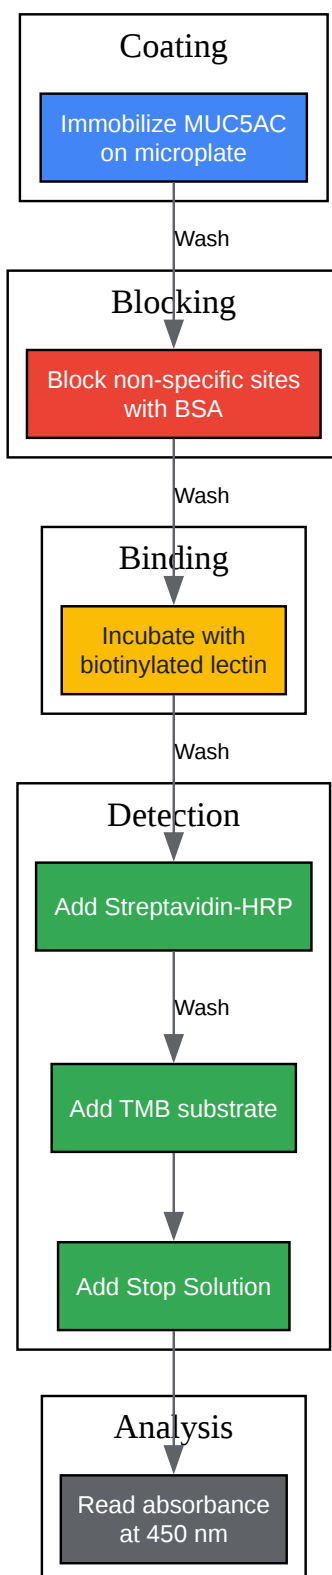 Coating
Immobilize MUC5AC
on microplate
Wash
Blocking
Block non-specific sites
with BSA
Wash
Binding
Incubate with
biotinylated lectin
Wash
Detection
Add Streptavidin-HRP
Wash
Add TMB substrate
Add Stop Solution
Analysis
Read absorbance
at 450 nm